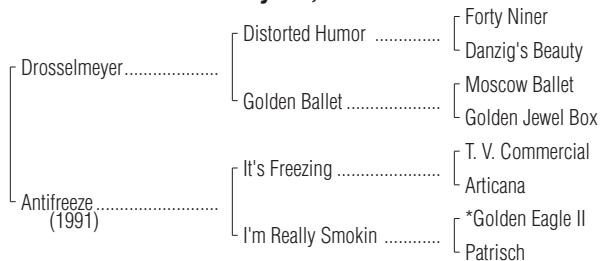 Forty Niner
Distorted Humor ..............
Danzig's Beauty
Drosselmeyer....................
Moscow Ballet
Golden Ballet ....................
Golden Jewel Box
T. V. Commercial
It's Freezing ......................
Articana
Antifreeze..........................
(1991)
*Golden Eagle II
I'm Really Smokin ............
Patrisch